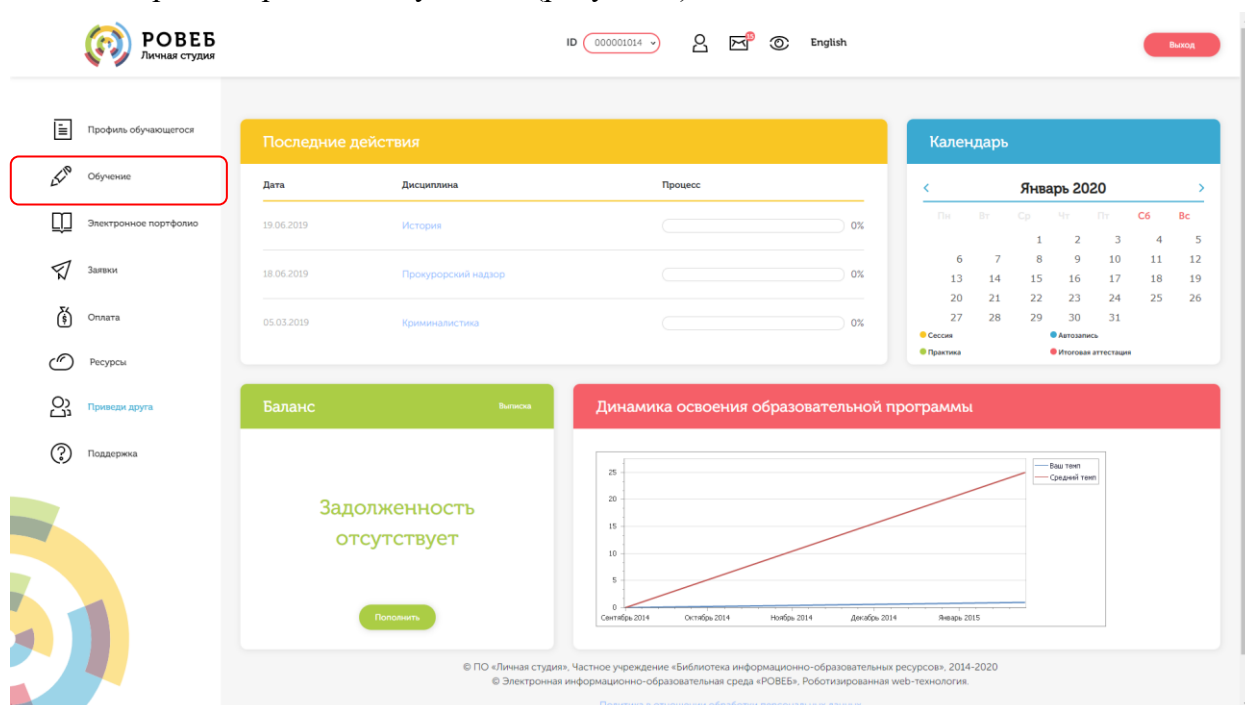 РОВЕБ
Личная студия
ID 000001014
15
English
Выход
Профиль обучающегося
Обучение
Электронное портфолио
Заявки
Оплата
Ресурсы
Приведи друга
Поддержка
Последние действия
Дата Дисциплина Процесс
19.06.2019 История 0%
18.06.2019 Прокурорский надзор 0%
05.03.2019 Криминалистика 0%
Календарь
< Январь 2020 >
Пн Вт Ср Чт Пт Сб Вс
1 2 3 4 5
6 7 8 9 10 11 12
13 14 15 16 17 18 19
20 21 22 23 24 25 26
27 28 29 30 31
Сессия Автозапись
Практика Итоговая аттестация
Баланс Выписка
Задолженность
отсутствует
Пополнить
Динамика освоения образовательной программы
Ваш темп
Средний темп
25
20
15
10
5
0
Сентябрь 2014 Октябрь 2014 Ноябрь 2014 Декабрь 2014 Январь 2015
© ПО «Личная студия», Частное учреждение «Библиотека информационно-образовательных ресурсов», 2014-2020
© Электронная информационно-образовательная среда «РОВЕБ», Роботизированная web-технология.